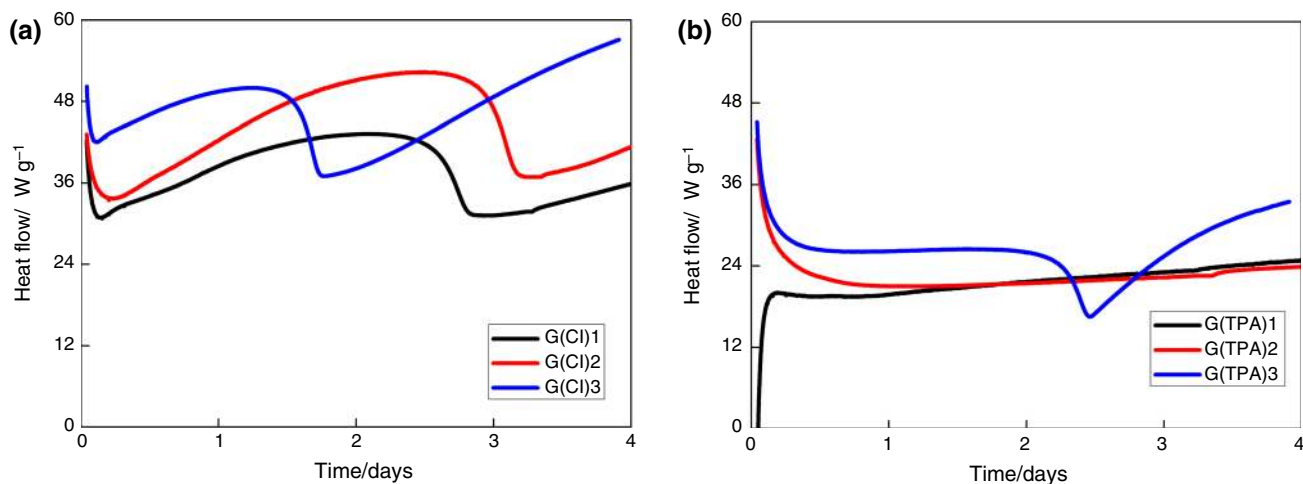 (a)
60
48
36
24
12
0
Heat flow/ W g⁻¹
0 1 2 3 4
Time/days
G(Cl)1
G(Cl)2
G(Cl)3
(b)
60
48
36
24
12
0
Heat flow/ W g⁻¹
0 1 2 3 4
Time/days
G(TPA)1
G(TPA)2
G(TPA)3